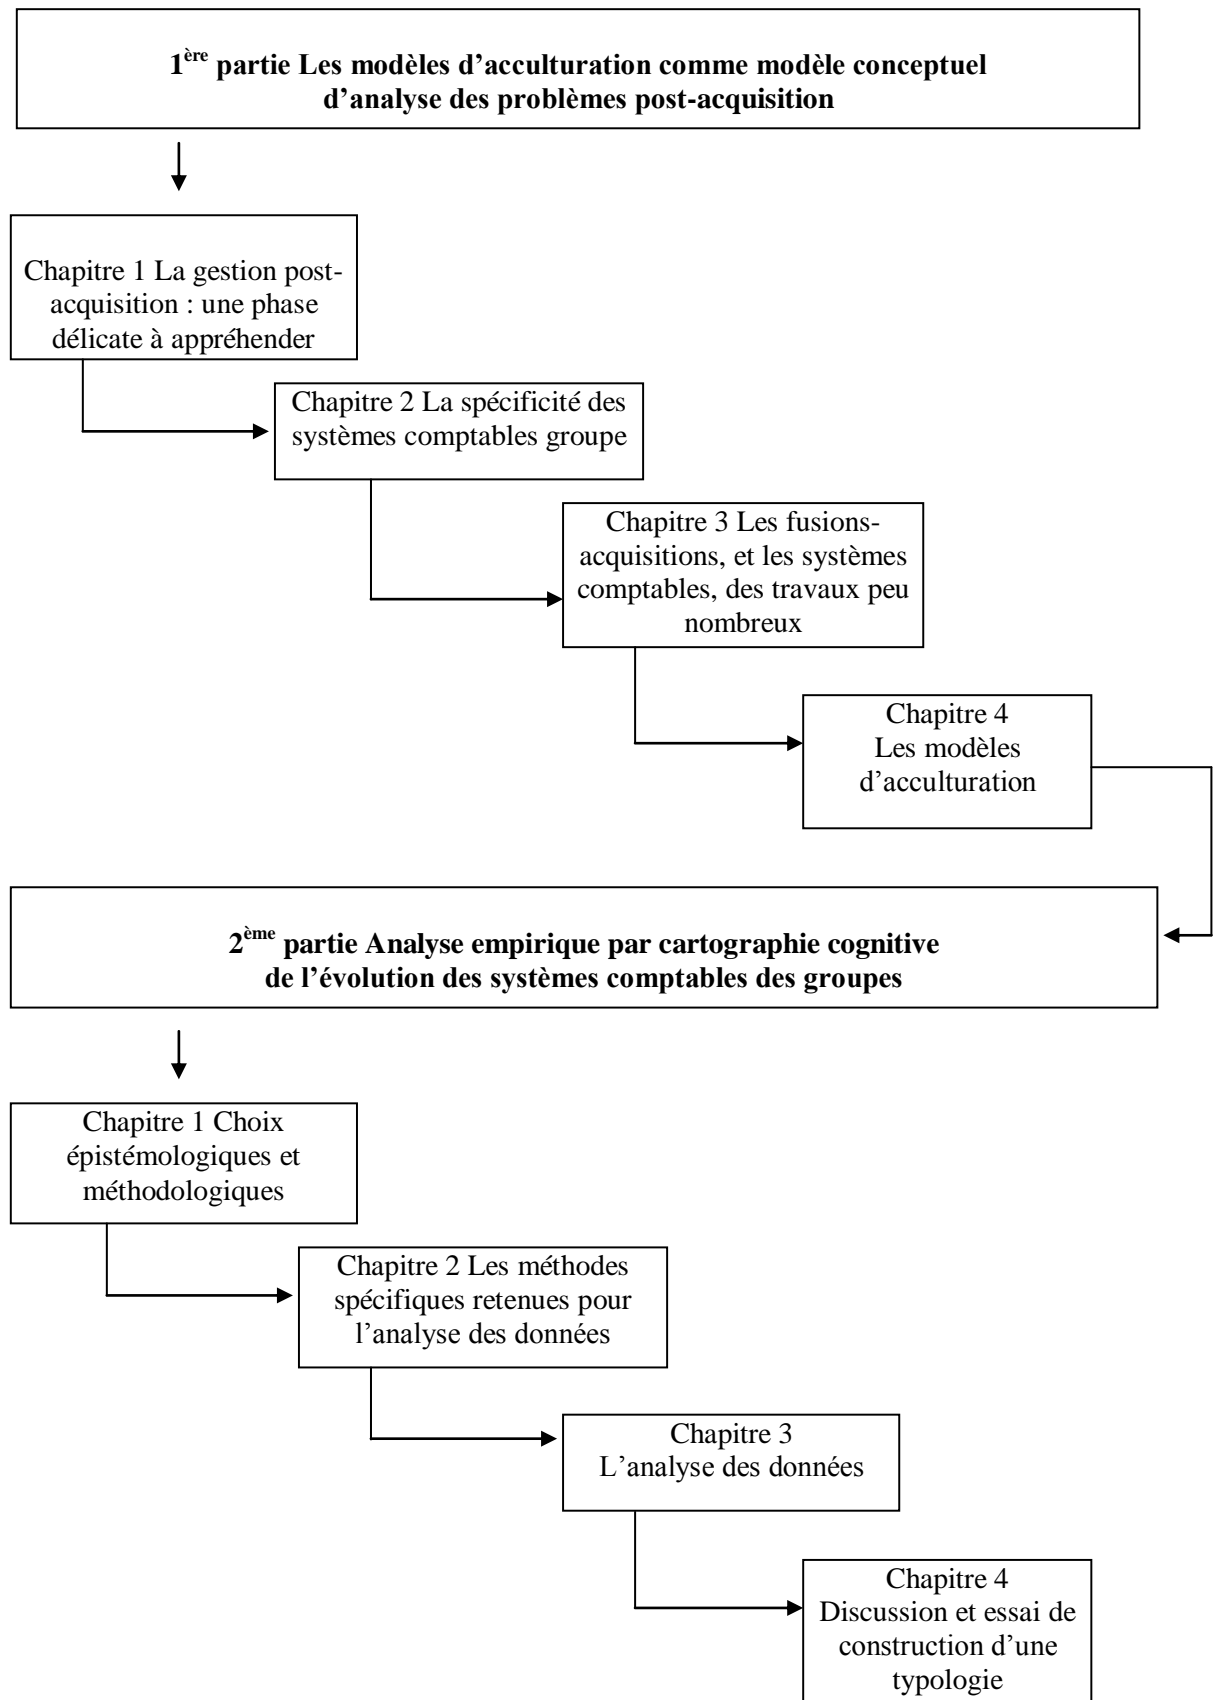 1ère partie Les modèles d’acculturation comme modèle conceptuel
d’analyse des problèmes post-acquisition
Chapitre 1 La gestion post-
acquisition : une phase
délicate à appréhender
Chapitre 2 La spécificité des
systèmes comptables groupe
Chapitre 3 Les fusions-
acquisitions, et les systèmes
comptables, des travaux peu
nombreux
Chapitre 4
Les modèles
d’acculturation
2ème partie Analyse empirique par cartographie cognitive
de l’évolution des systèmes comptables des groupes
Chapitre 1 Choix
épistémologiques et
méthodologiques
Chapitre 2 Les méthodes
spécifiques retenues pour
l’analyse des données
Chapitre 3
L’analyse des données
Chapitre 4
Discussion et essai de
construction d’une
typologie